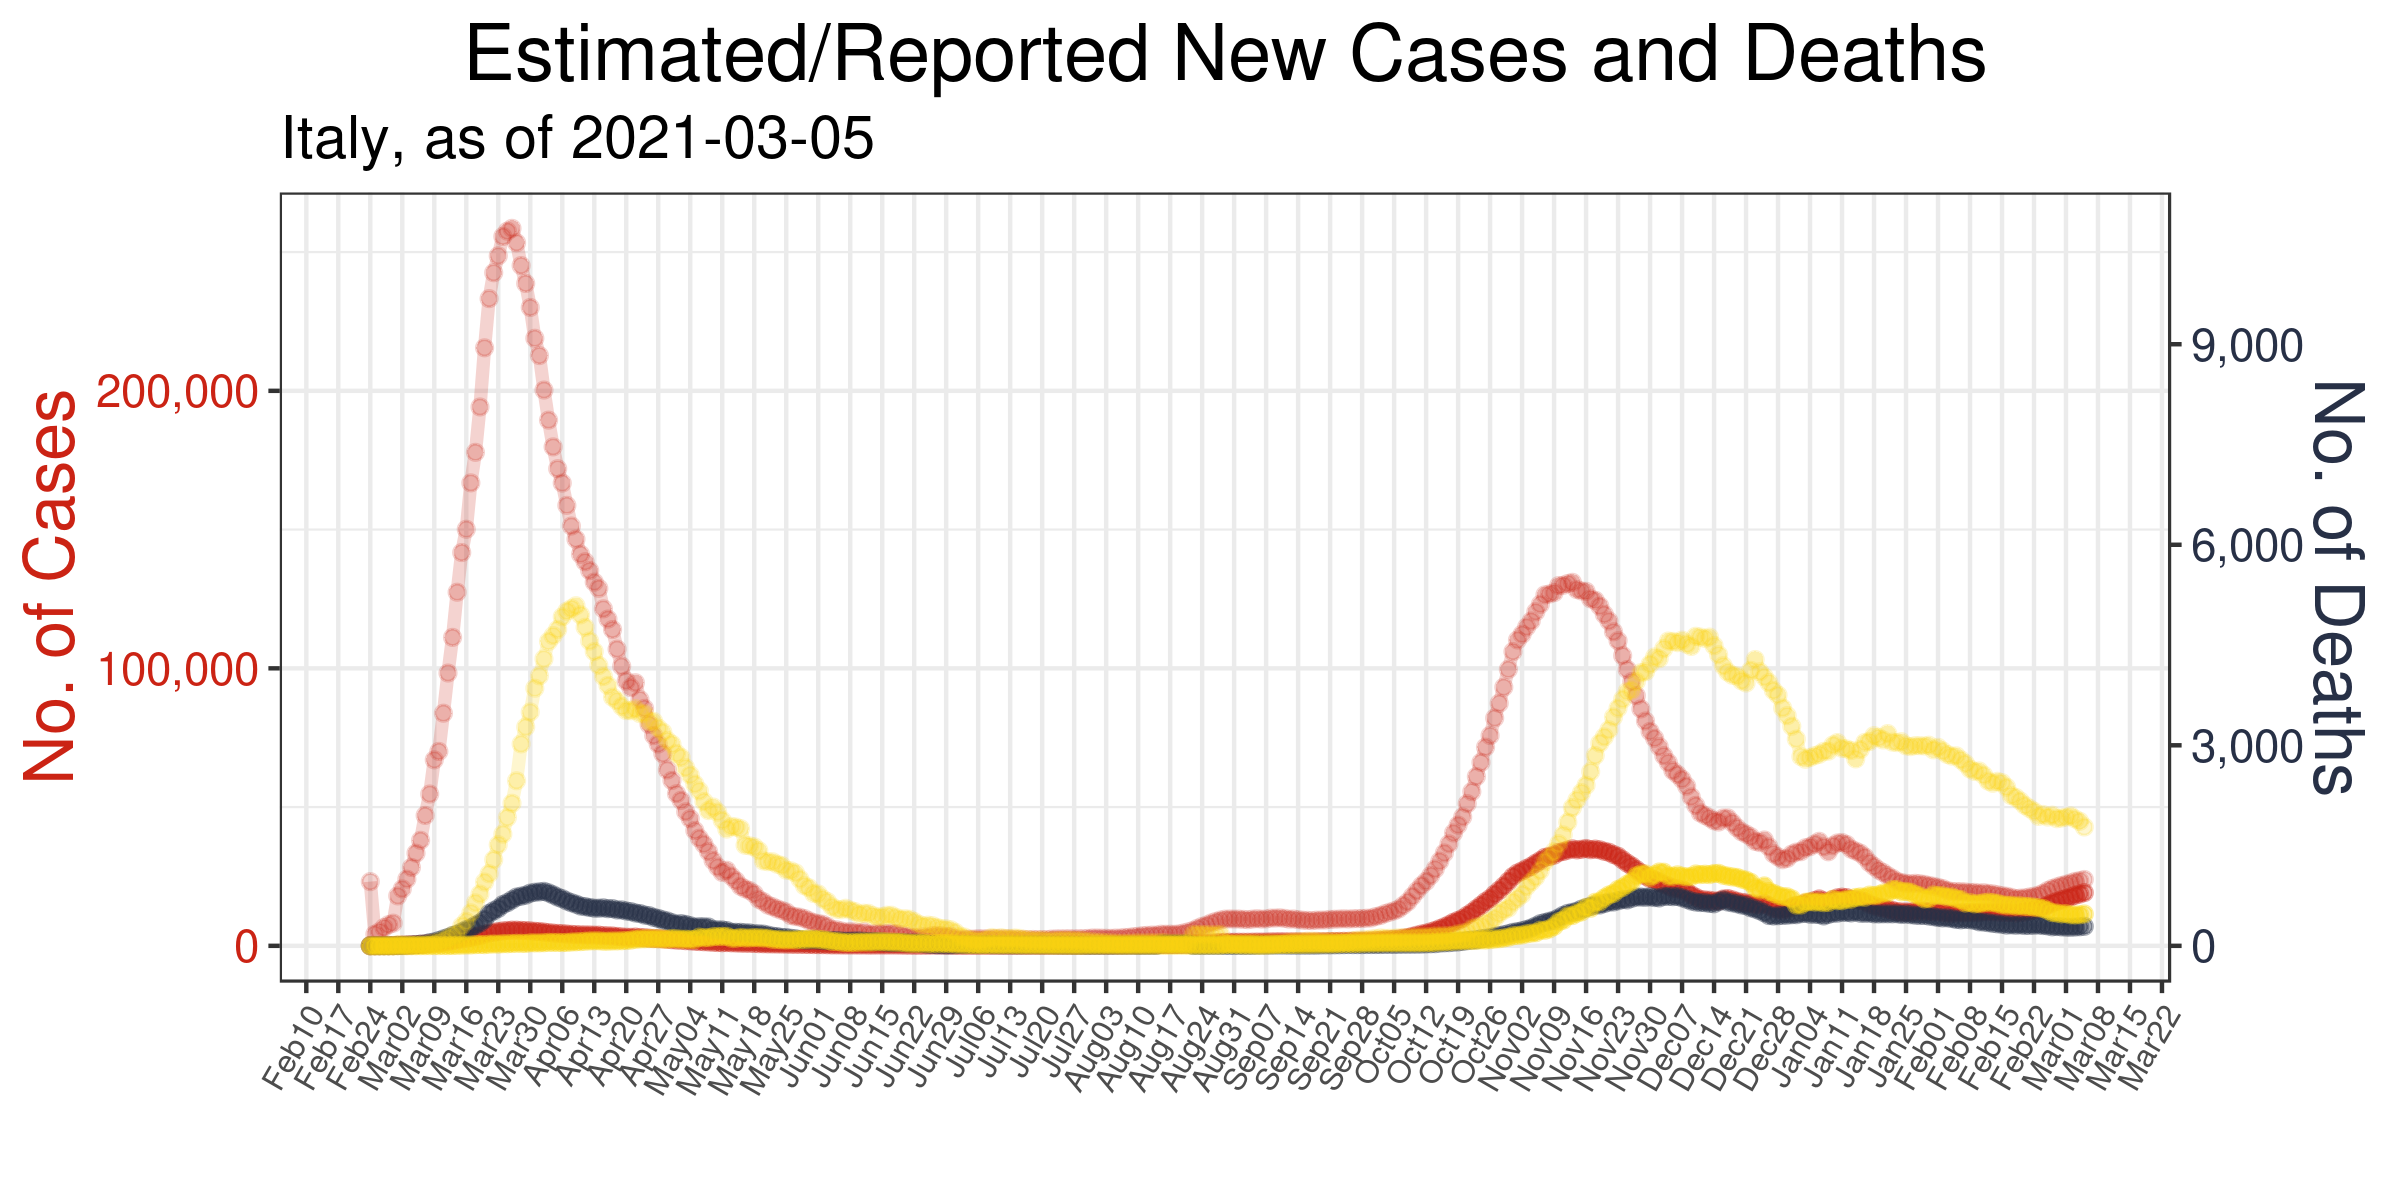 Estimated/Reported New Cases and Deaths
Italy, as of 2021-03-05
No. of Cases
200,000
100,000
0
9,000
6,000
3,000
0
No. of Deaths
Feb10
Feb17
Feb24
Mar02
Mar09
Mar16
Mar23
Mar30
Apr06
Apr13
Apr20
Apr27
May04
May11
May18
May25
Jun01
Jun08
Jun15
Jun22
Jun29
Jul06
Jul13
Jul20
Jul27
Aug03
Aug10
Aug17
Aug24
Aug31
Sep07
Sep14
Sep21
Sep28
Oct05
Oct12
Oct19
Oct26
Nov02
Nov09
Nov16
Nov23
Nov30
Dec07
Dec14
Dec21
Dec28
Jan04
Jan11
Jan18
Jan25
Feb01
Feb08
Feb15
Feb22
Mar01
Mar08
Mar15
Mar22